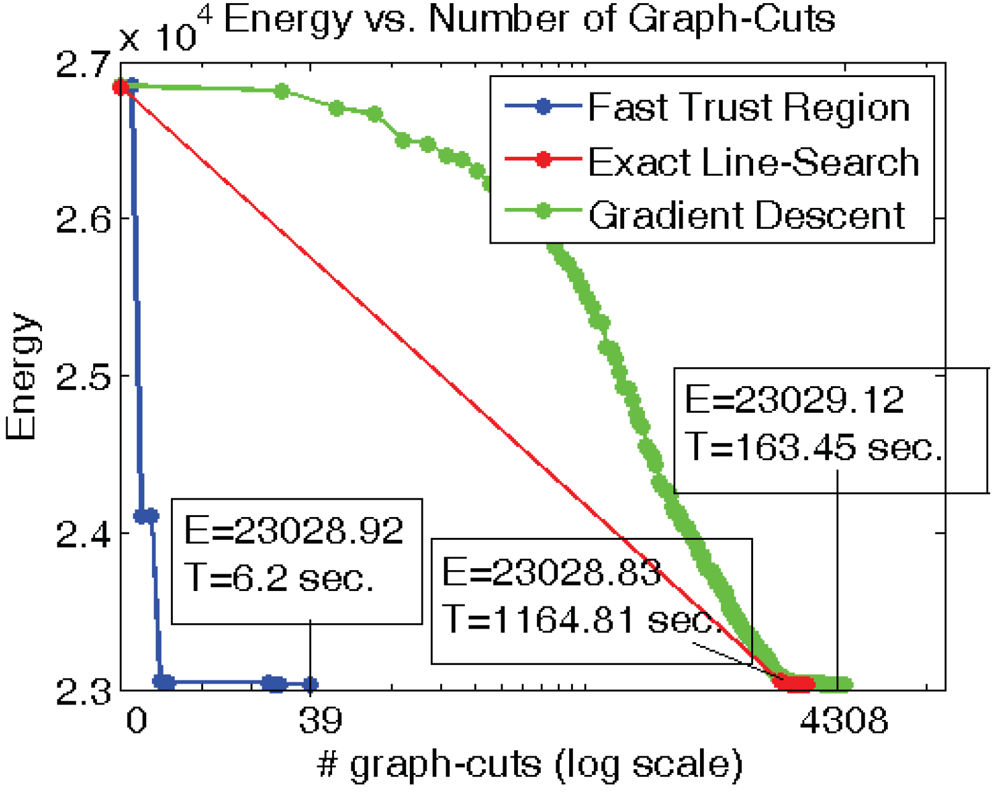 x 10^4 Energy vs. Number of Graph-Cuts
2.7
Fast Trust Region
Exact Line-Search
Gradient Descent
2.6
2.5
2.4
2.3
Energy
E=23029.12
T=163.45 sec.
E=23028.92
T=6.2 sec.
E=23028.83
T=1164.81 sec.
0 39 4308
# graph-cuts (log scale)